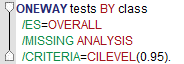 ONEWAY tests BY class
/ES=OVERALL
/MISSING ANALYSIS
/CRITERIA=CILEVEL(0.95).